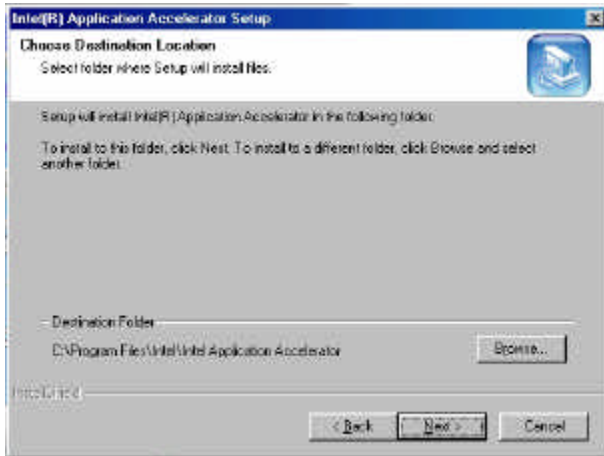 Intel(R) Application Accelerator Setup
Choose Destination Location
Select folder where Setup will install files.
Setup will install Intel(R) Application Accelerator in the following folder.
To install to this folder, click Next. To install to a different folder, click Browse and select
another folder.
Destination Folder
C:\Program Files\Intel\Intel Application Accelerator
Browse...
InstallShield
< Back
Next >
Cancel